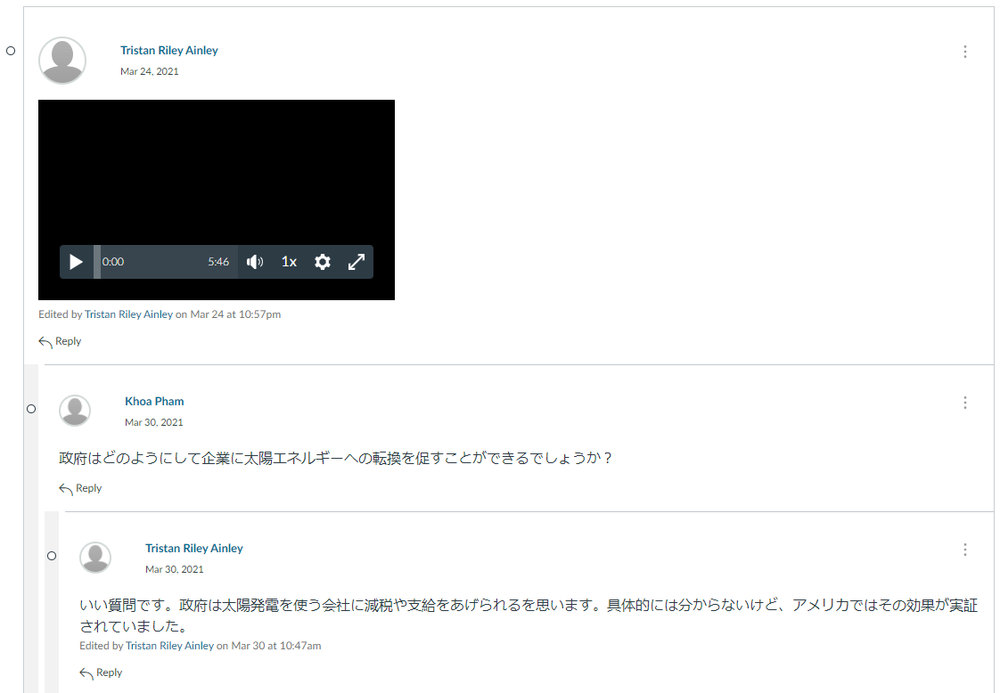 Tristan Riley Ainley
Mar 24, 2021
0:00 5:46 1x
Edited by Tristan Riley Ainley on Mar 24 at 10:57pm
Reply
Khoa Pham
Mar 30, 2021
政府はどのようにして企業に太陽エネルギーへの転換を促すことができるでしょうか？
Reply
Tristan Riley Ainley
Mar 30, 2021
いい質問です。政府は太陽発電を使う会社に減税や支給をあげられるを思います。具体的には分からないけど、アメリカではその効果が実証
されていました。
Edited by Tristan Riley Ainley on Mar 30 at 10:47am
Reply